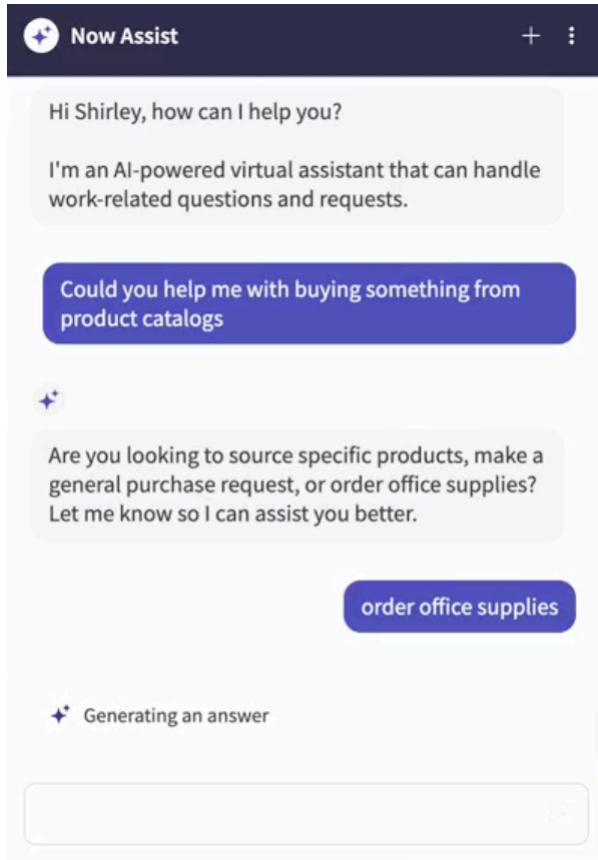 Now Assist
Hi Shirley, how can I help you?
I'm an AI-powered virtual assistant that can handle
work-related questions and requests.
Could you help me with buying something from
product catalogs
Are you looking to source specific products, make a
general purchase request, or order office supplies?
Let me know so I can assist you better.
order office supplies
Generating an answer